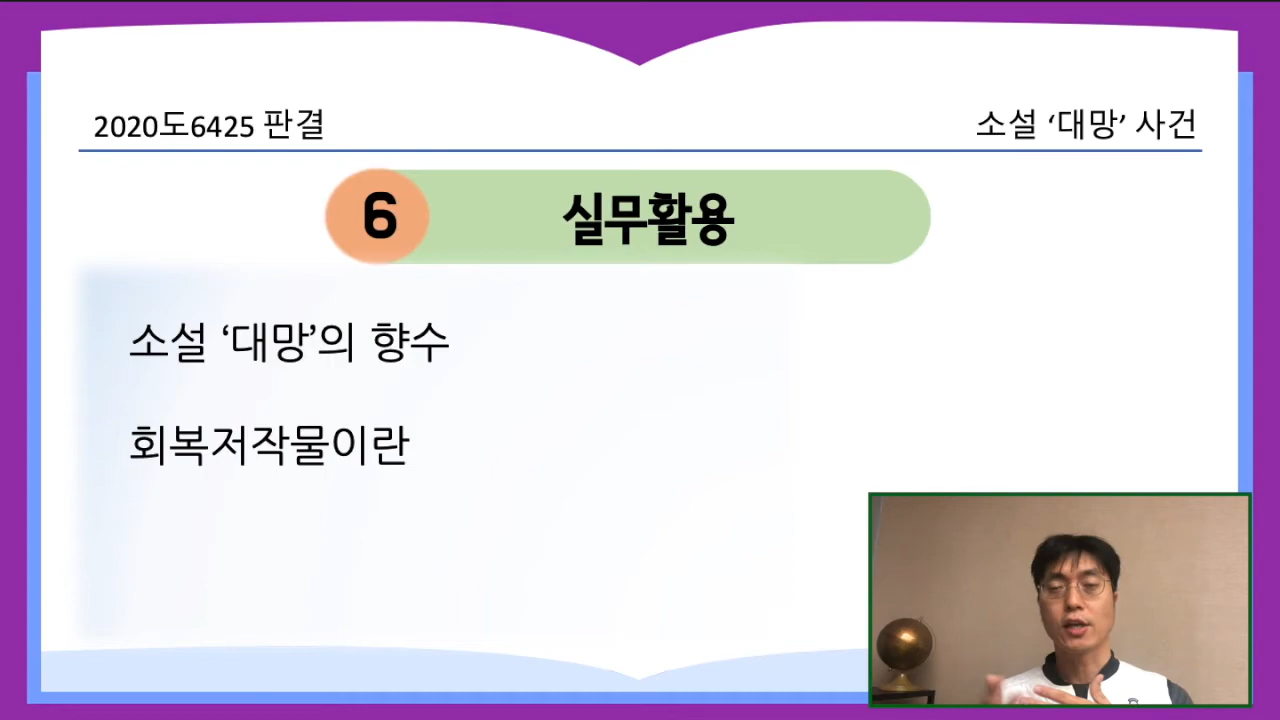 2020도6425 판결
소설 ‘대망’ 사건
6
실무활용
소설 ‘대망’의 향수
회복저작물이란